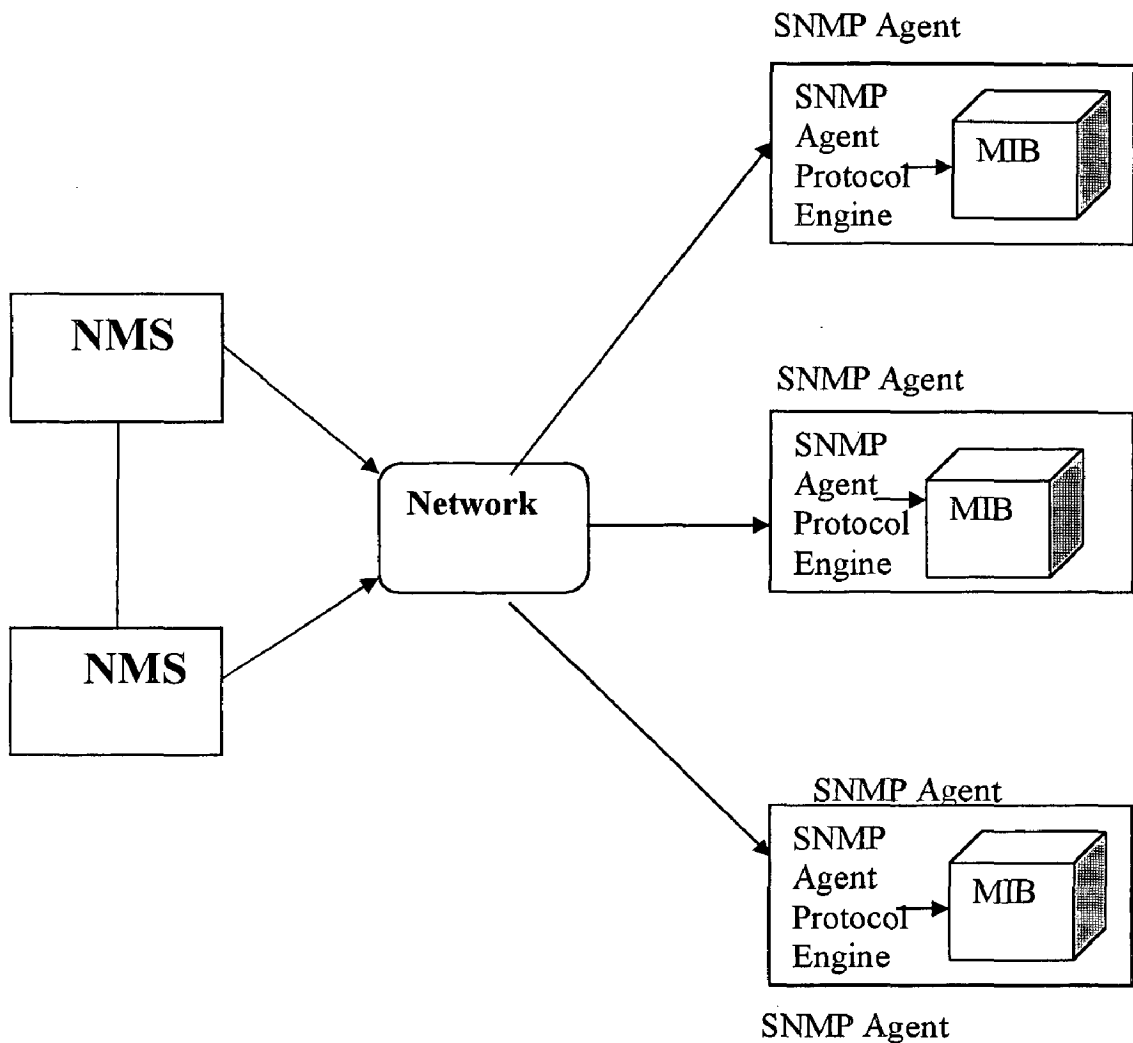 SNMP Agent
SNMP
Agent
Protocol
Engine
MIB
NMS
SNMP Agent
SNMP
Agent
Protocol
Engine
MIB
Network
NMS
SNMP Agent
SNMP
Agent
Protocol
Engine
MIB
SNMP Agent